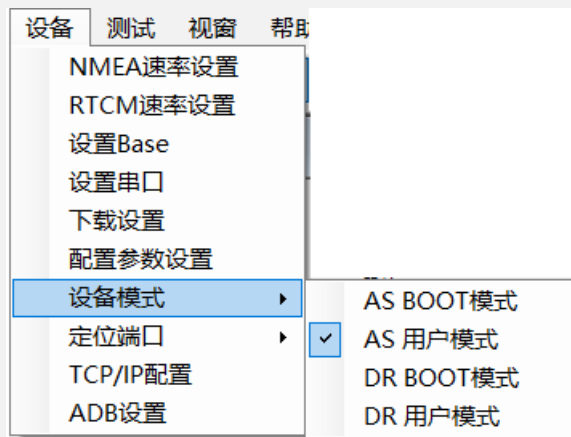 设备 测试 视窗 帮
NMEA速率设置
RTCM速率设置
设置Base
设置串口
下载设置
配置参数设置
设备模式
AS BOOT模式
定位端口
AS 用户模式
TCP/IP配置
DR BOOT模式
ADB设置
DR 用户模式